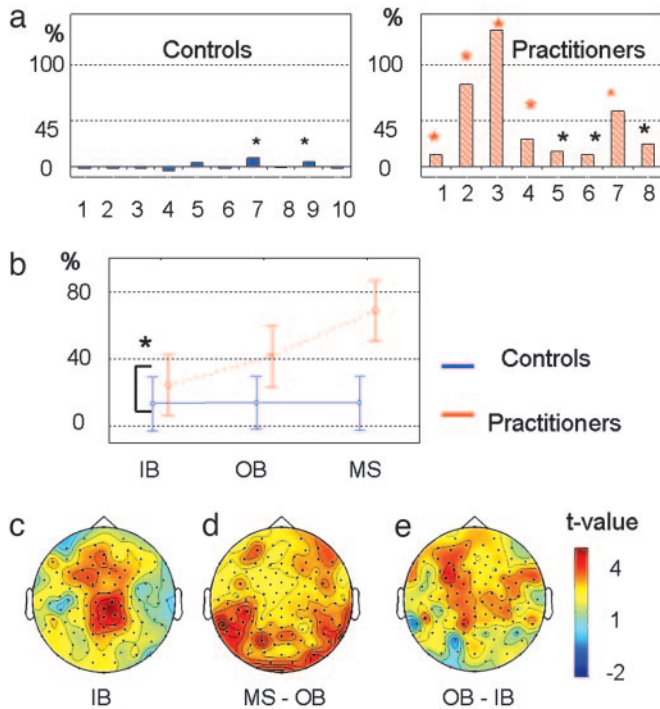 a
% Controls
100
45
0
1 2 3 4 5 6 7 8 9 10
* *
% Practitioners
100
45
0
1 2 3 4 5 6 7 8
* * * * * * * *
b
%
80
40
0
*
IB OB MS
Controls
Practitioners
c d e t-value
4
1
-2
IB MS - OB OB - IB